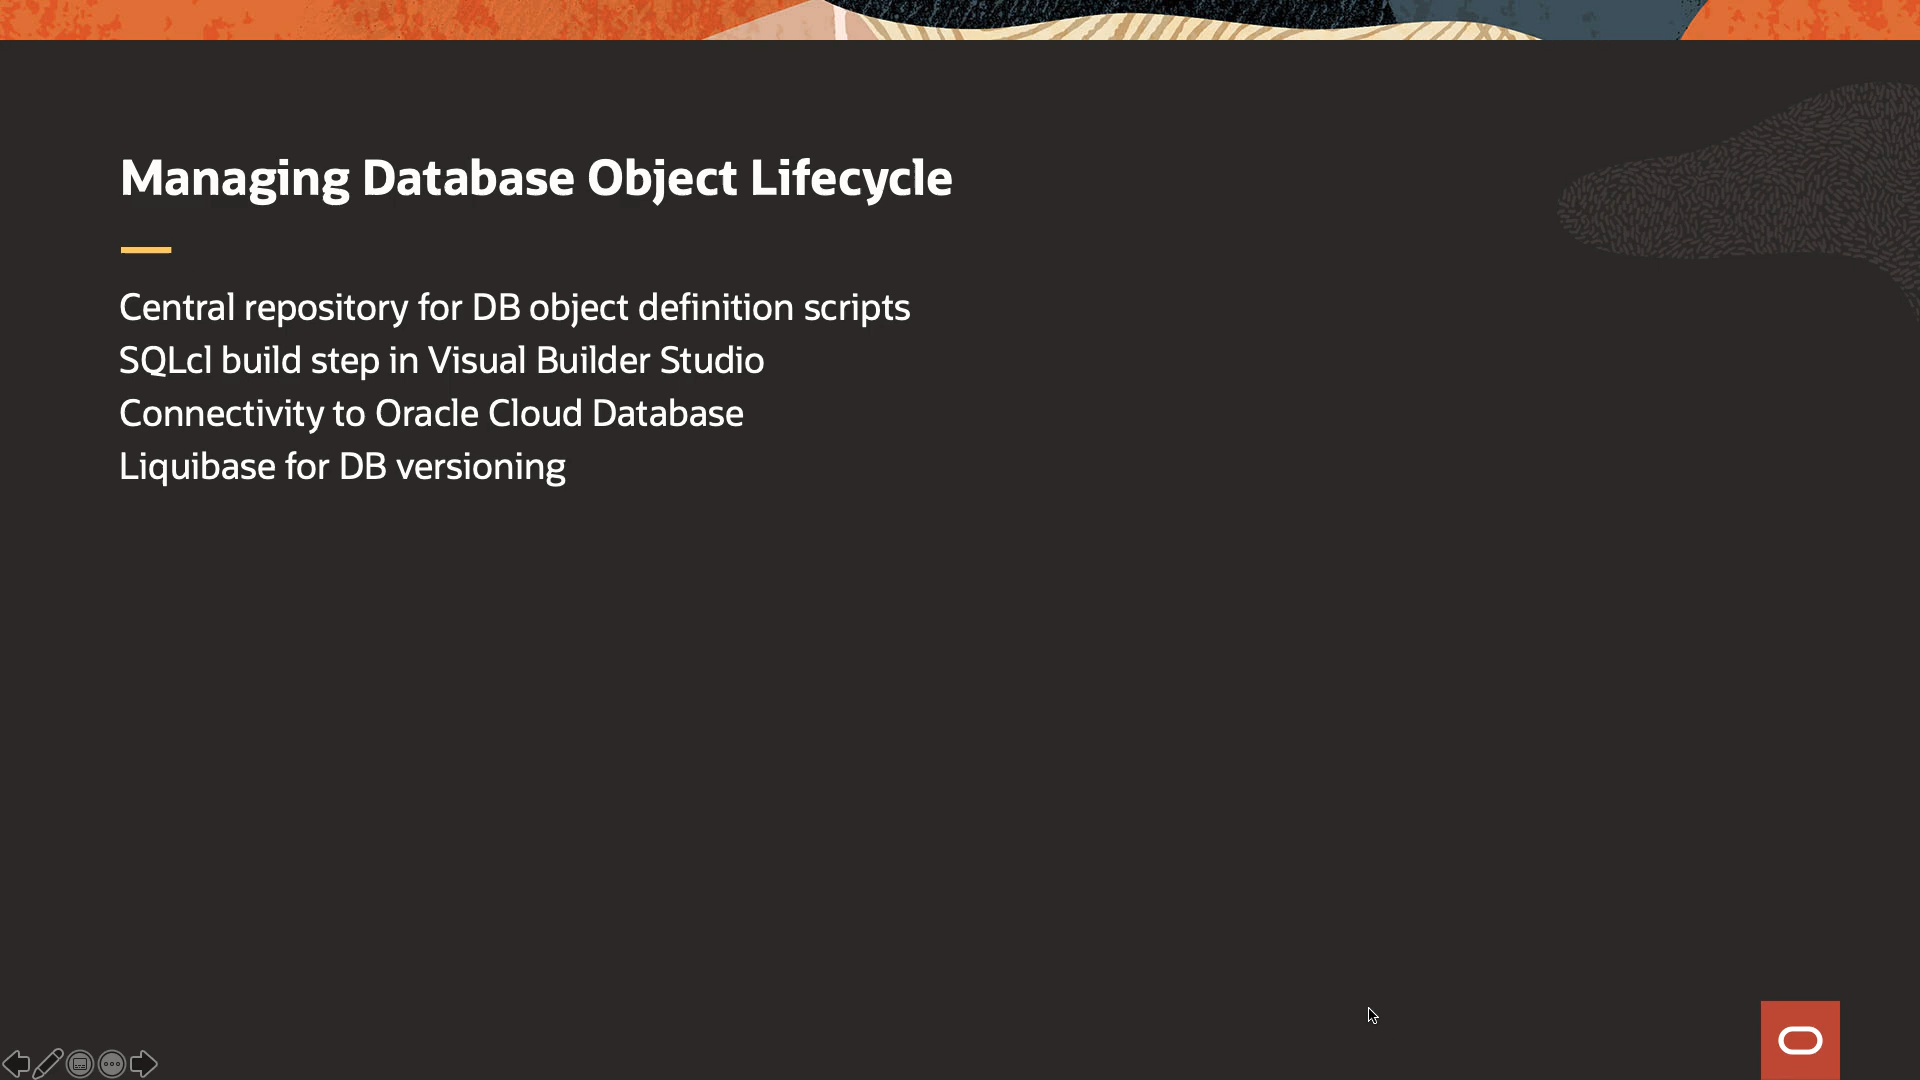 Managing Database Object Lifecycle
Central repository for DB object definition scripts
SQLcl build step in Visual Builder Studio
Connectivity to Oracle Cloud Database
Liquibase for DB versioning